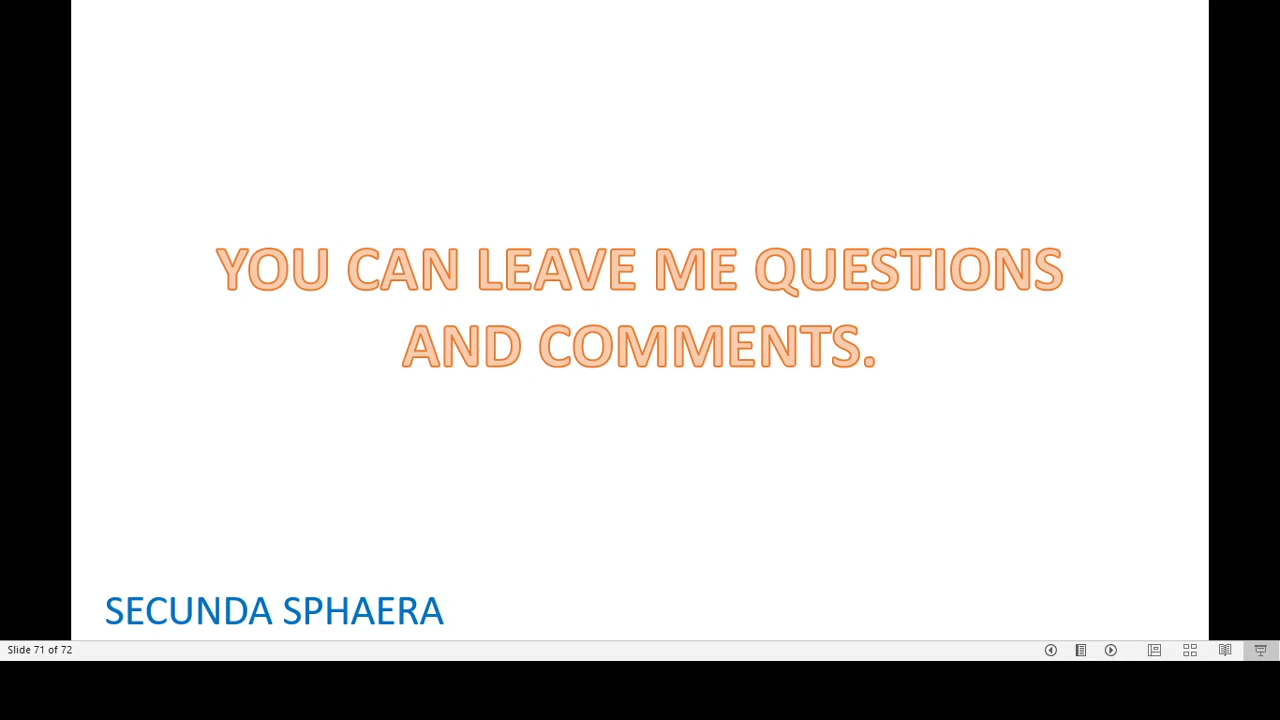 YOU CAN LEAVE ME QUESTIONS
AND COMMENTS.
SECUNDA SPHAERA
Slide 71 of 72